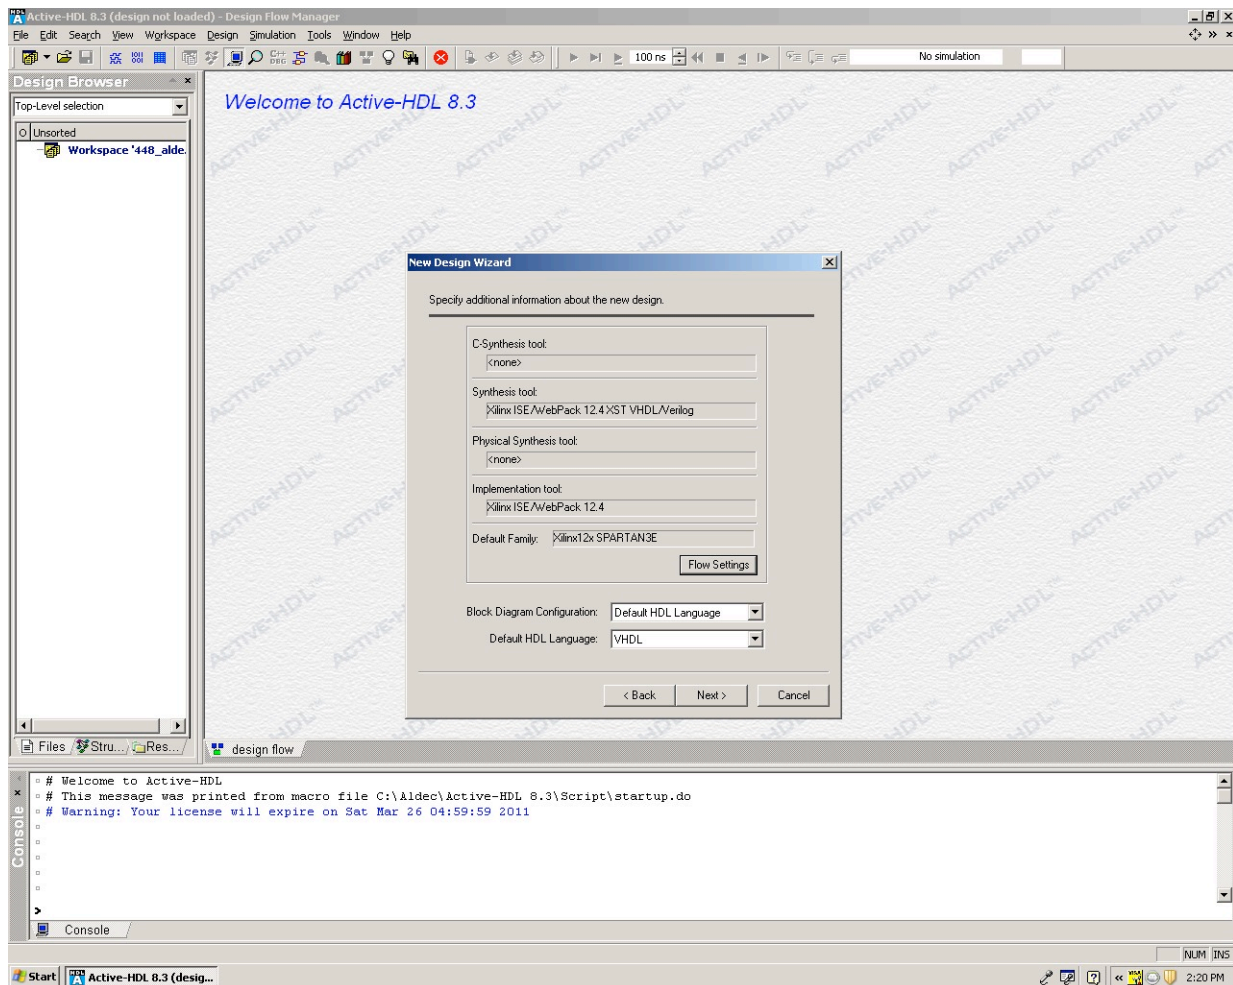 Active-HDL 8.3 (design not loaded) - Design Flow Manager
File Edit Search View Workspace Design Simulation Tools Window Help
100 ns No simulation
Design Browser
Top-Level selection
Unsorted
Workspace '448_alde.
Welcome to Active-HDL 8.3
New Design Wizard
Specify additional information about the new design.
C-Synthesis tool:
<none>
Synthesis tool:
Xilinx ISE/WebPack 12.4 XST VHDL/Verilog
Physical Synthesis tool:
<none>
Implementation tool:
Xilinx ISE/WebPack 12.4
Default Family: Xilinx12x SPARTAN3E
Flow Settings
Block Diagram Configuration: Default HDL Language
Default HDL Language: VHDL
< Back Next > Cancel
Files Stru... Res...
design flow
# Welcome to Active-HDL
# This message was printed from macro file C:\Aldec\Active-HDL 8.3\Script\startup.do
# Warning: Your license will expire on Sat Mar 26 04:59:59 2011
>
Console
Console
NUM INS
Start Active-HDL 8.3 (desig... 2:20 PM